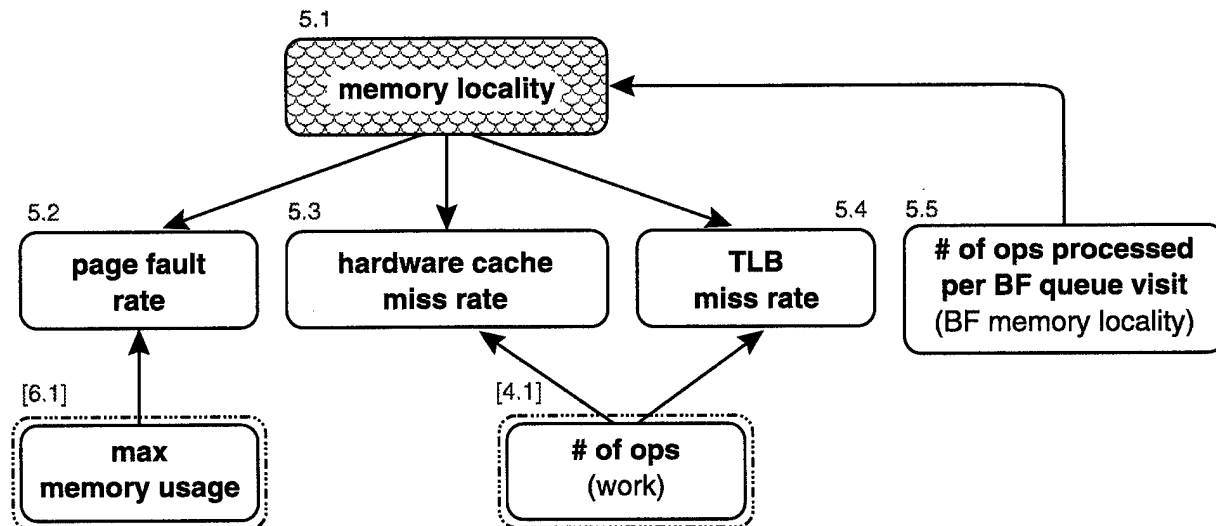 5.1
memory locality
5.2
page fault
rate
5.3
hardware cache
miss rate
5.4
TLB
miss rate
5.5
# of ops processed
per BF queue visit
(BF memory locality)
[6.1]
max
memory usage
[4.1]
# of ops
(work)